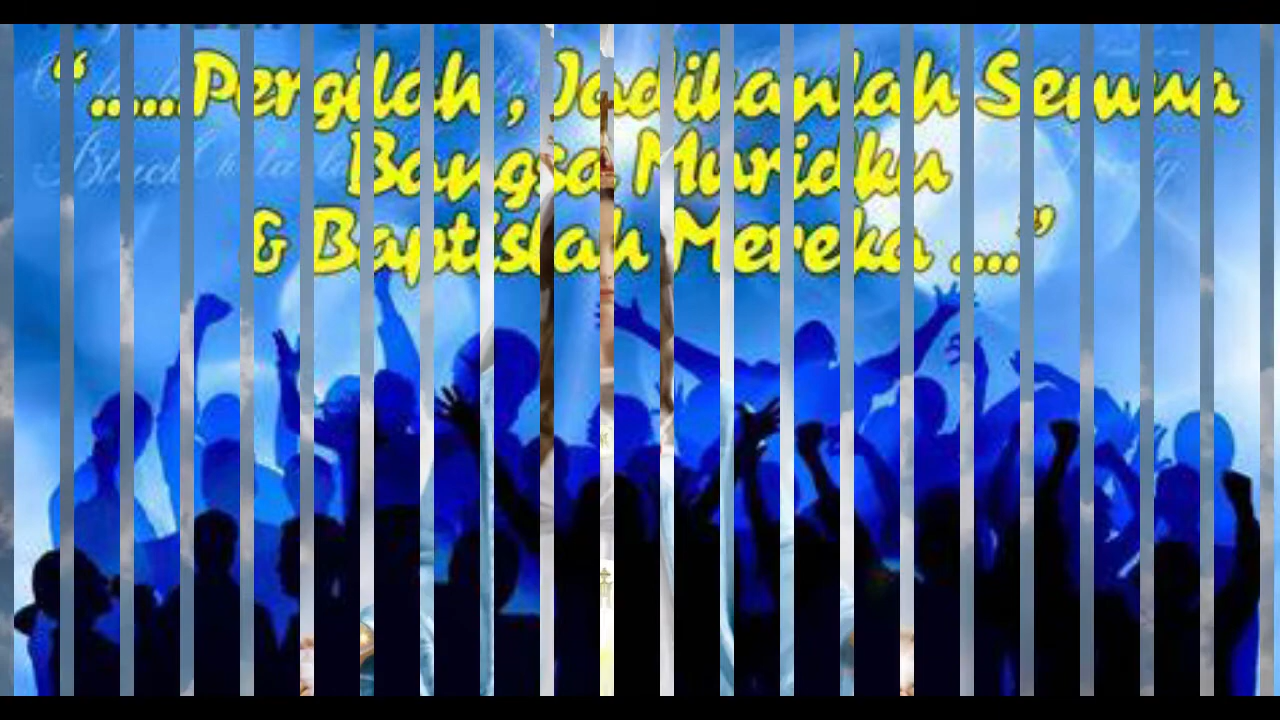 “......Pergilah , Jadikanlah Semua
Bangsa Muridku
& Baptislah Mereka ...”